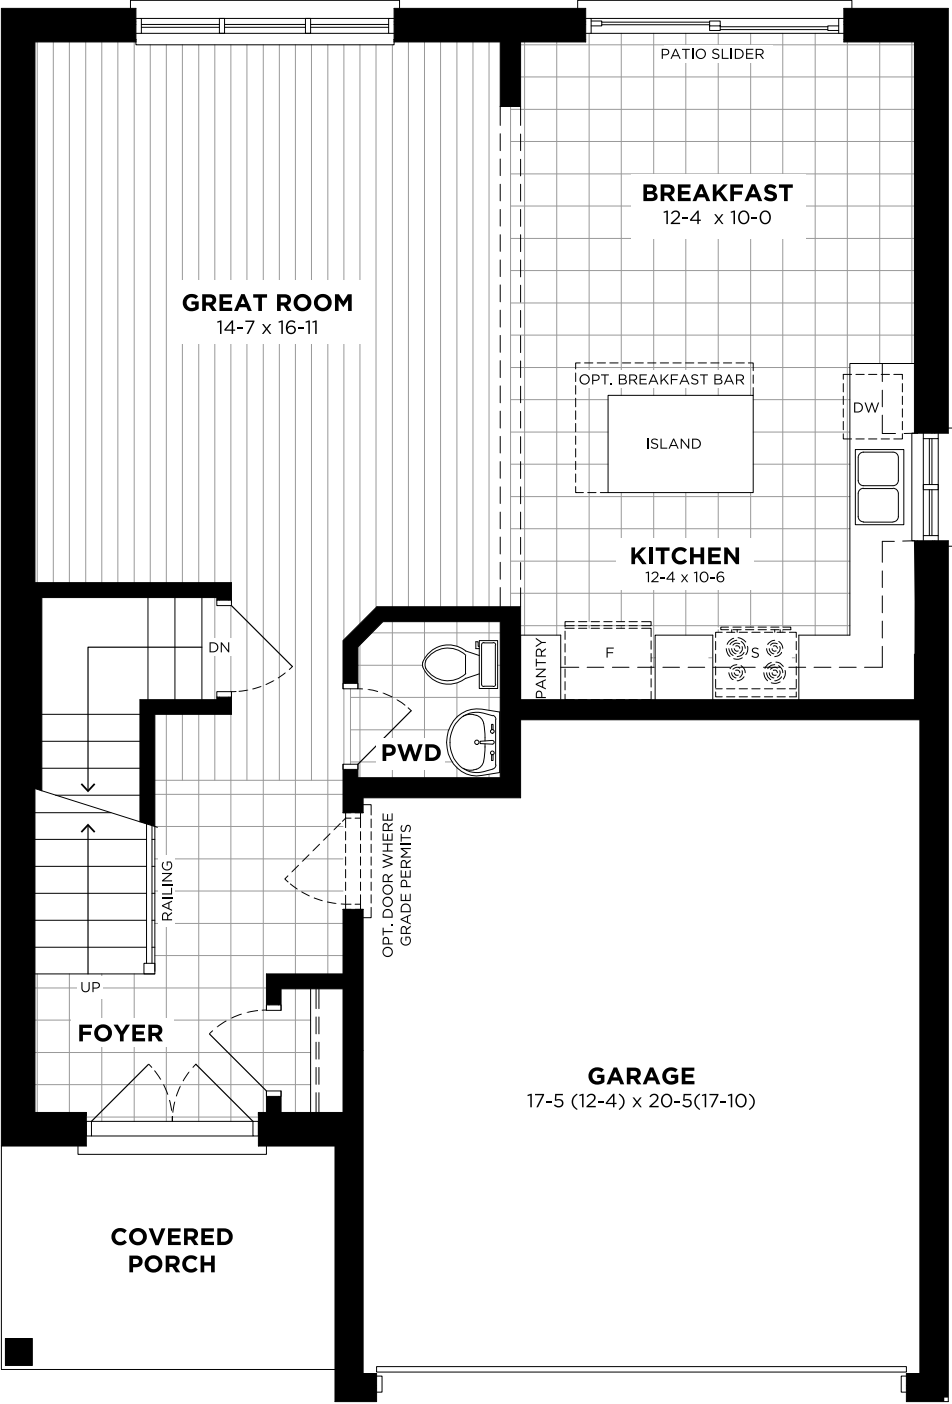 PATIO SLIDER
BREAKFAST
12-4 x 10-0
GREAT ROOM
14-7 x 16-11
OPT. BREAKFAST BAR
DW
ISLAND
KITCHEN
12-4 x 10-6
PANTRY
F
S
DN
PWD
OPT. DOOR WHERE
GRADE PERMITS
RAILING
UP
FOYER
GARAGE
17-5 (12-4) x 20-5(17-10)
COVERED
PORCH